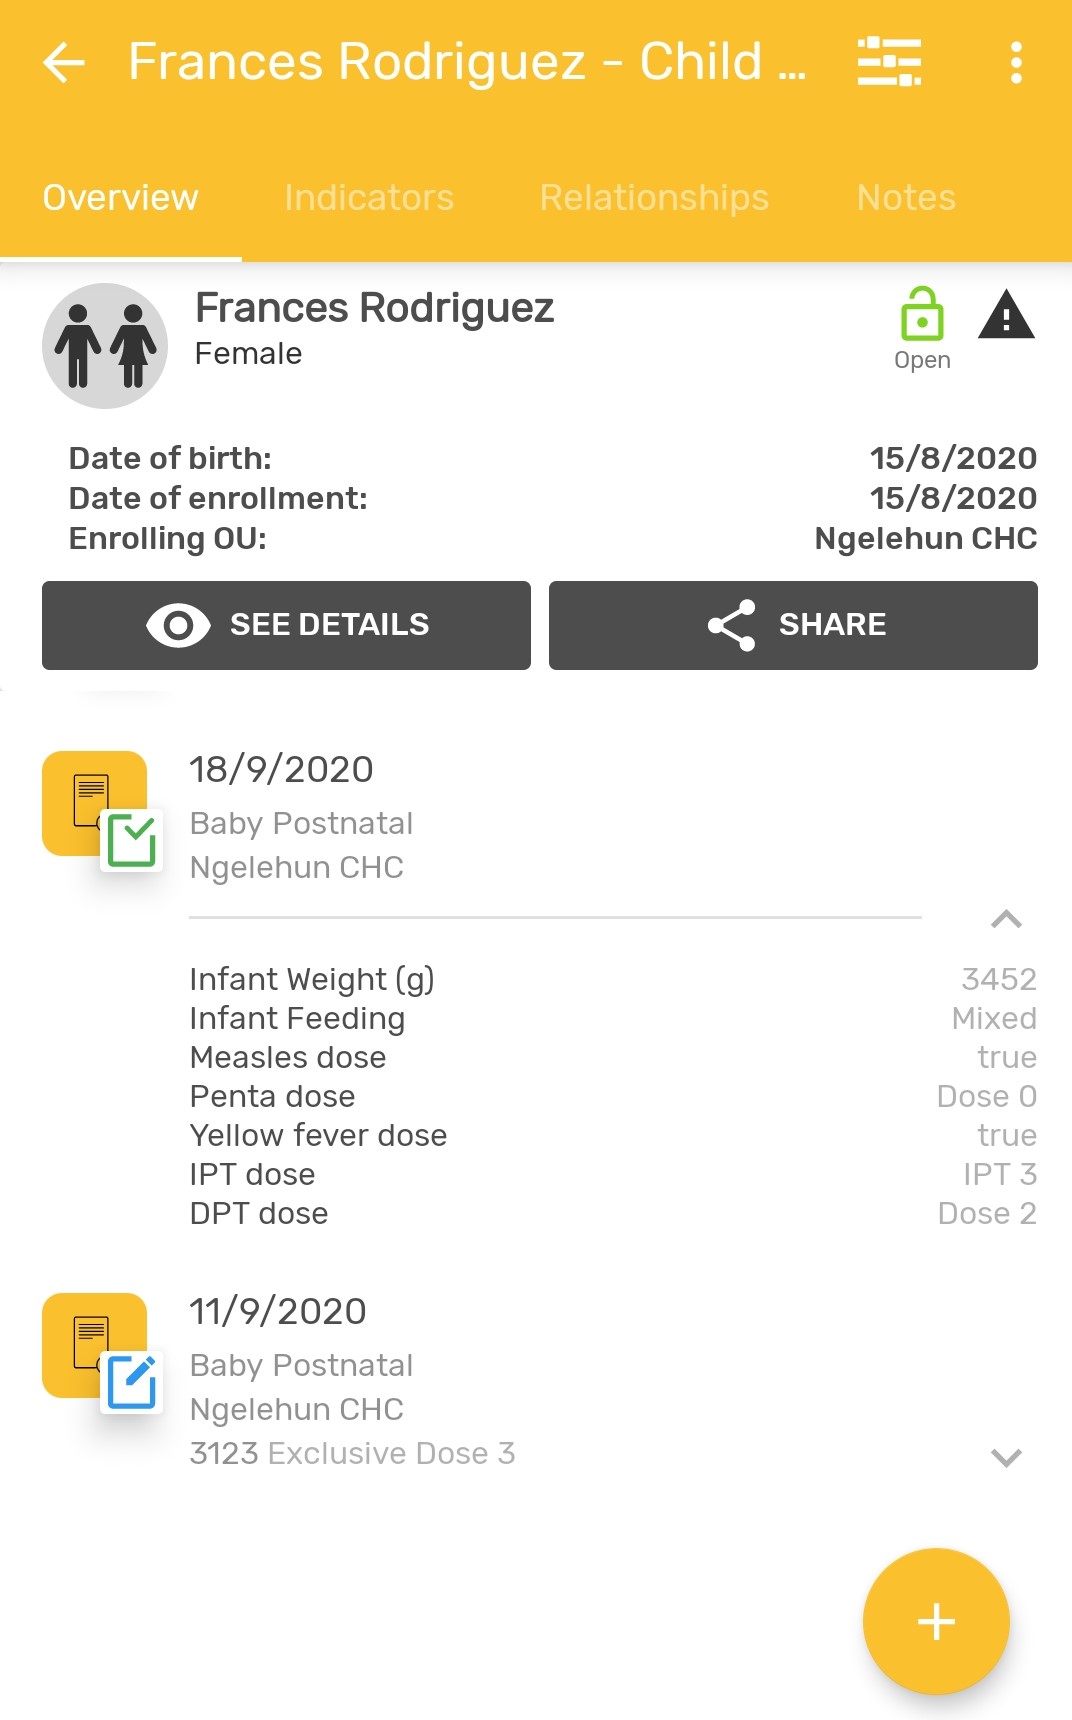 Frances Rodriguez - Child ...
Overview Indicators Relationships Notes
Frances Rodriguez
Female
Open
Date of birth: 15/8/2020
Date of enrollment: 15/8/2020
Enrolling OU: Ngelehun CHC
SEE DETAILS SHARE
18/9/2020
Baby Postnatal
Ngelehun CHC
Infant Weight (g) 3452
Infant Feeding Mixed
Measles dose true
Penta dose Dose 0
Yellow fever dose true
IPT dose IPT 3
DPT dose Dose 2
11/9/2020
Baby Postnatal
Ngelehun CHC
3123 Exclusive Dose 3